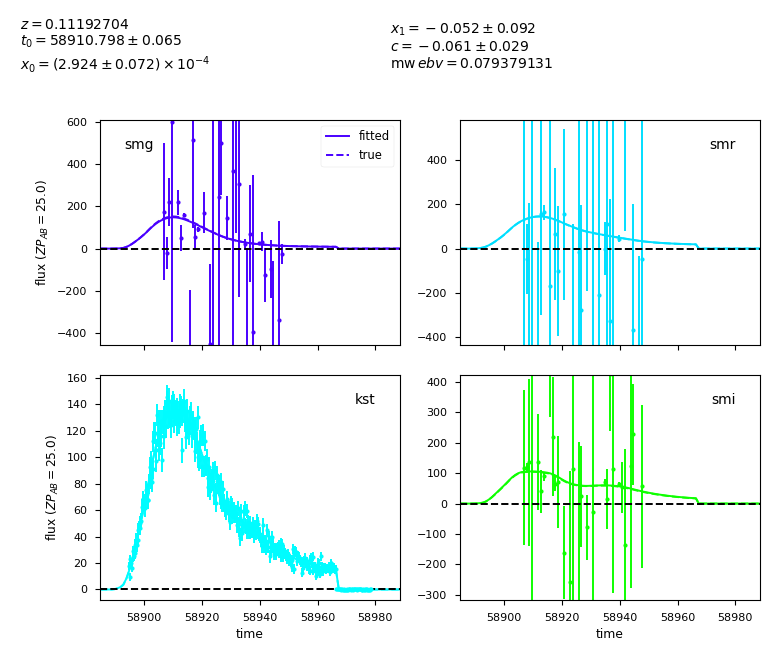 z = 0.11192704
t₀ = 58910.798 ± 0.065
x₀ = (2.924 ± 0.072) × 10⁻⁴
x₁ = −0.052 ± 0.092
c = −0.061 ± 0.029
mw ebv = 0.079379131
600
400
200
0
−200
−400
flux (ZP_AB = 25.0)
smg
fitted
true
400
200
0
−200
−400
smr
160
140
120
100
80
60
40
20
0
flux (ZP_AB = 25.0)
kst
58900 58920 58940 58960 58980
time
400
300
200
100
0
−100
−200
−300
smi
58900 58920 58940 58960 58980
time